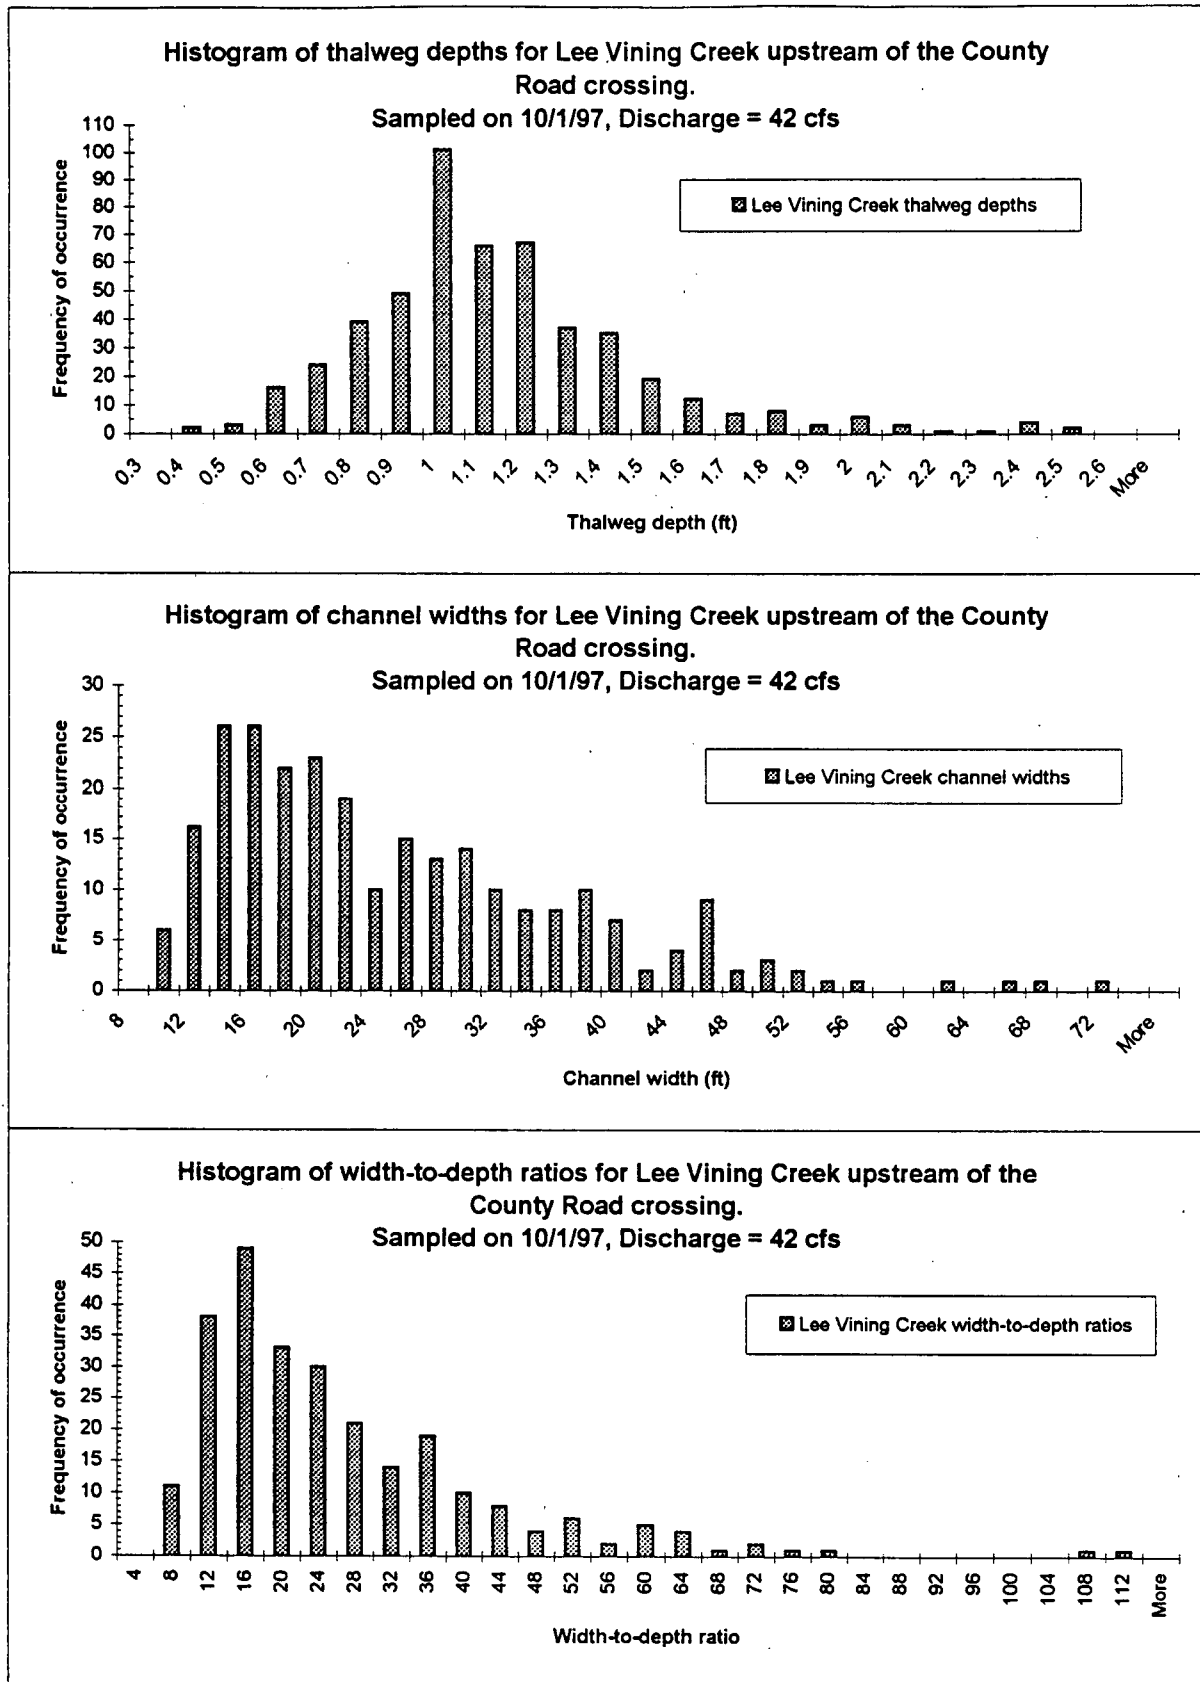 Histogram of thalweg depths for Lee Vining Creek upstream of the County
Road crossing.
Sampled on 10/1/97, Discharge = 42 cfs
110
100
90
80
70
60
50
40
30
20
10
0
Frequency of occurrence
Lee Vining Creek thalweg depths
0.3 0.4 0.5 0.6 0.7 0.8 0.9 1 1.1 1.2 1.3 1.4 1.5 1.6 1.7 1.8 1.9 2 2.1 2.2 2.3 2.4 2.5 2.6 More
Thalweg depth (ft)
Histogram of channel widths for Lee Vining Creek upstream of the County
Road crossing.
Sampled on 10/1/97, Discharge = 42 cfs
30
25
20
15
10
5
0
Frequency of occurrence
Lee Vining Creek channel widths
8 12 16 20 24 28 32 36 40 44 48 52 56 60 64 68 72 More
Channel width (ft)
Histogram of width-to-depth ratios for Lee Vining Creek upstream of the
County Road crossing.
Sampled on 10/1/97, Discharge = 42 cfs
50
45
40
35
30
25
20
15
10
5
0
Frequency of occurrence
Lee Vining Creek width-to-depth ratios
4 8 12 16 20 24 28 32 36 40 44 48 52 56 60 64 68 72 76 80 84 88 92 96 100 104 108 112 More
Width-to-depth ratio